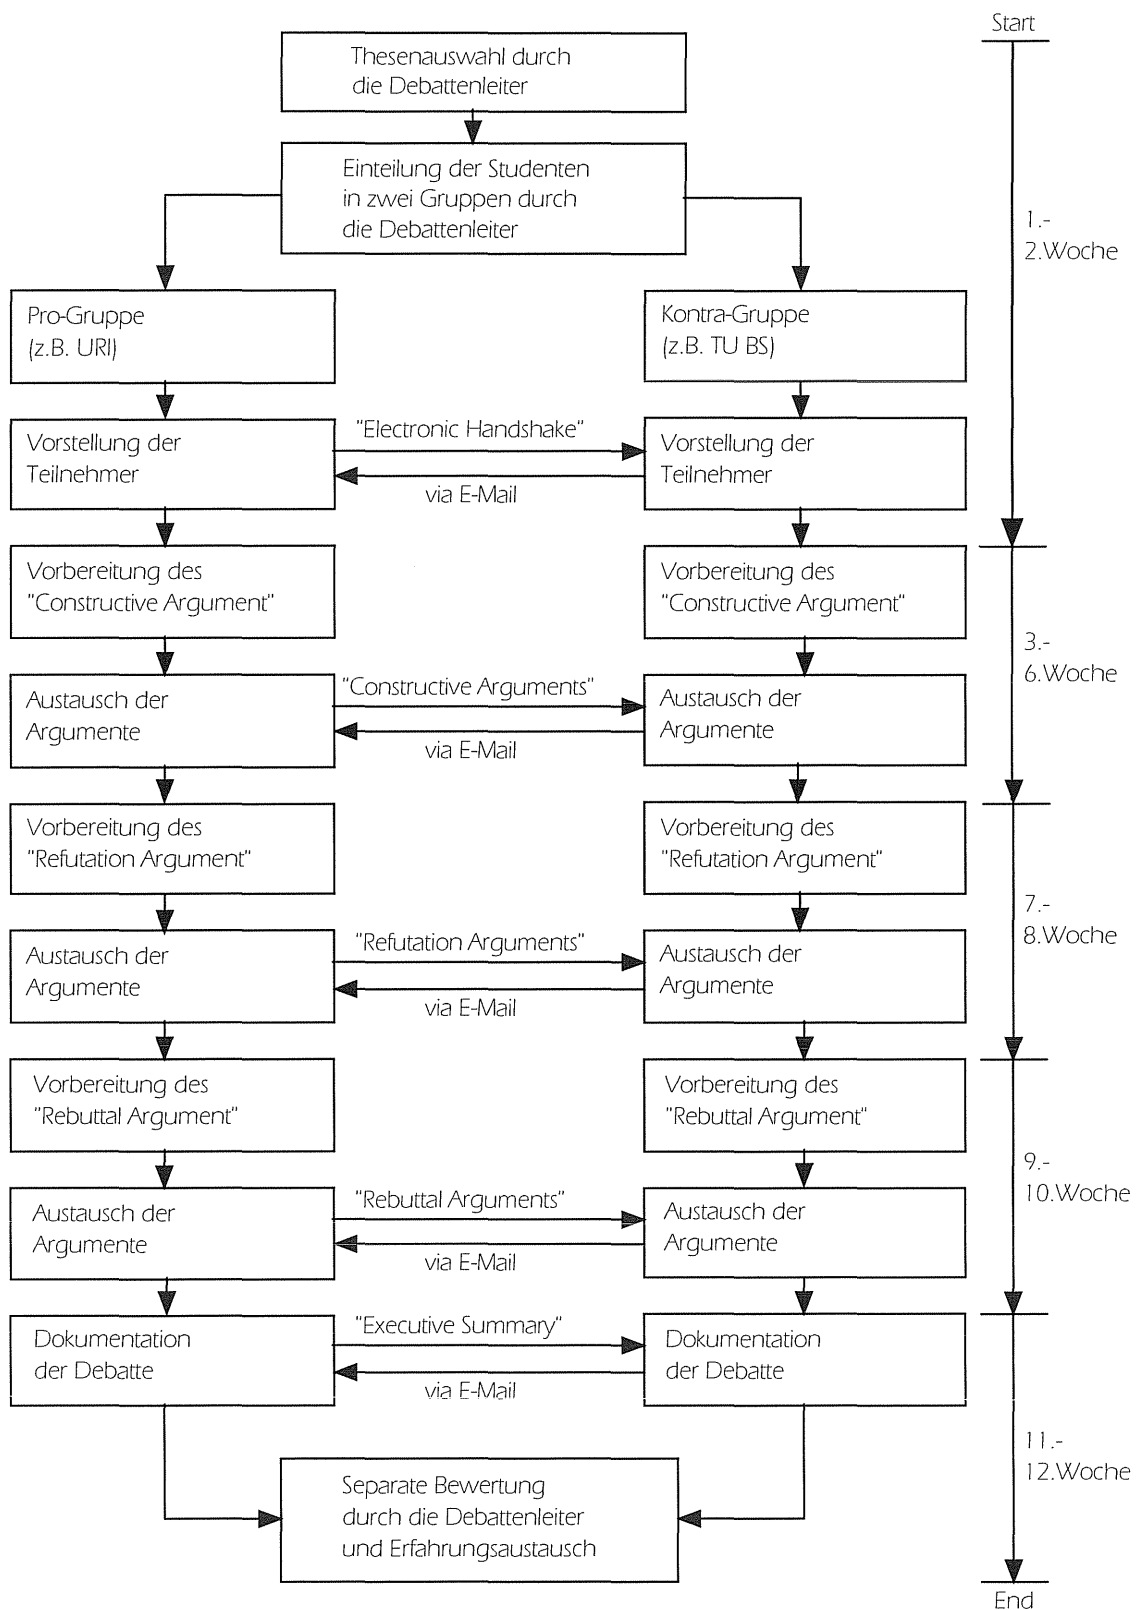 Start
Thesenauswahl durch
die Debattenleiter
Einteilung der Studenten
in zwei Gruppen durch
die Debattenleiter
1.-
2.Woche
Pro-Gruppe
(z.B. URI)
Kontra-Gruppe
(z.B. TU BS)
Vorstellung der
Teilnehmer
"Electronic Handshake"
via E-Mail
Vorstellung der
Teilnehmer
Vorbereitung des
"Constructive Argument"
Vorbereitung des
"Constructive Argument"
3.-
6.Woche
Austausch der
Argumente
"Constructive Arguments"
via E-Mail
Austausch der
Argumente
Vorbereitung des
"Refutation Argument"
Vorbereitung des
"Refutation Argument"
7.-
8.Woche
Austausch der
Argumente
"Refutation Arguments"
via E-Mail
Austausch der
Argumente
Vorbereitung des
"Rebuttal Argument"
Vorbereitung des
"Rebuttal Argument"
9.-
10.Woche
Austausch der
Argumente
"Rebuttal Arguments"
via E-Mail
Austausch der
Argumente
Dokumentation
der Debatte
"Executive Summary"
via E-Mail
Dokumentation
der Debatte
11.-
12.Woche
Separate Bewertung
durch die Debattenleiter
und Erfahrungsaustausch
End